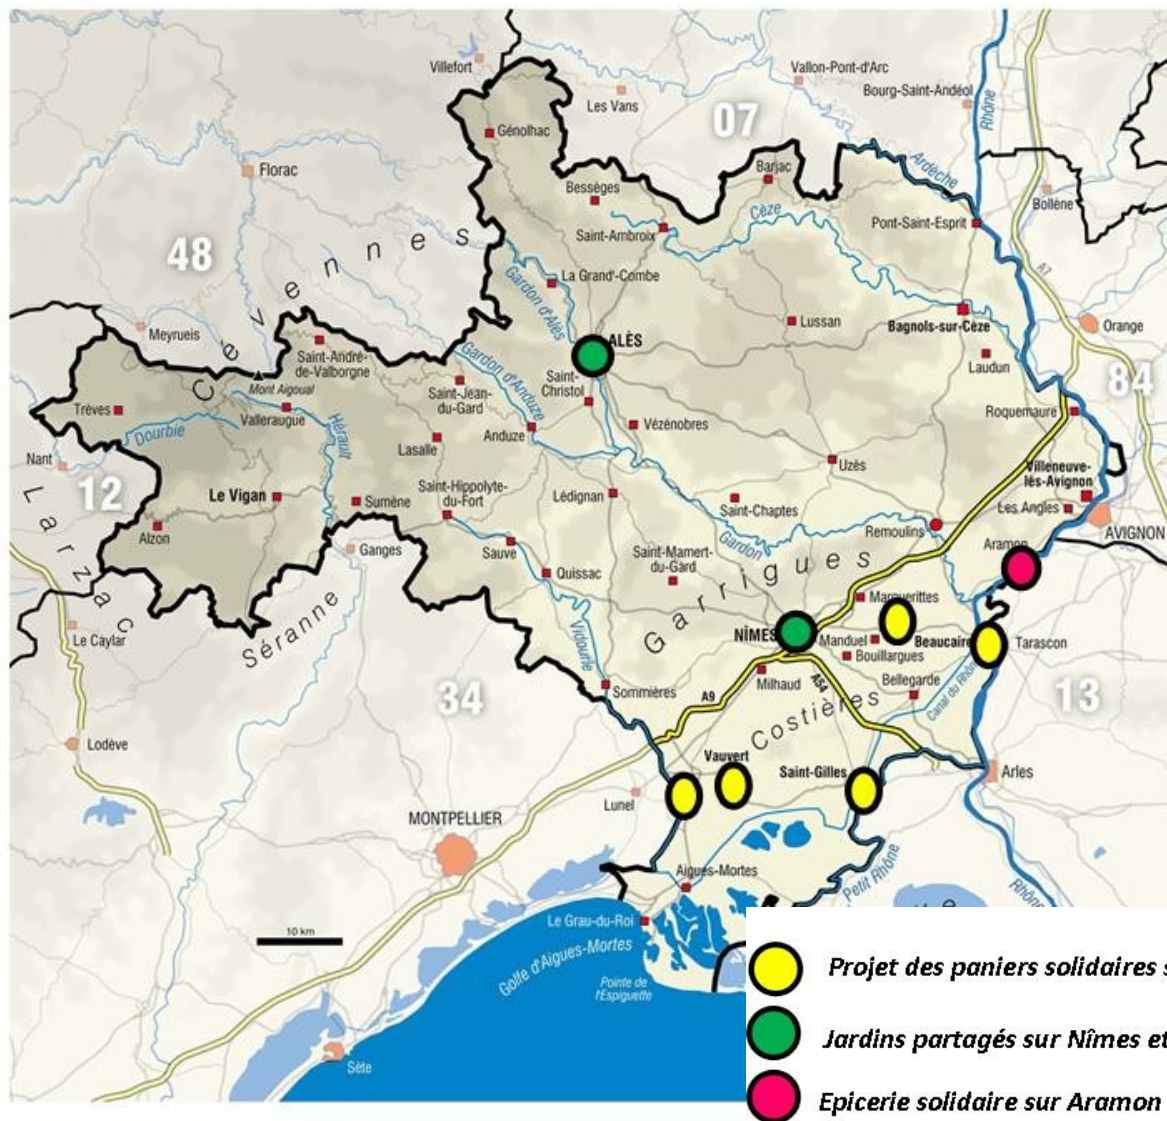 Villefort
Vallon-Pont-d'Arc
Les Vans
Bourg-Saint-Andéol
07
Rhône
Génolhac
Florac
Ardèche
Barjac
Bessèges
Bollène
Cèze
Pont-Saint-Esprit
Saint-Ambroix
48
Cévennes
A7
La Grand'-Combe
Gardon d'Alès
Lussan
Bagnols-sur-Cèze
Orange
Meyrueis
Saint-André-
de-Valborgne
ALÈS
Laudun
Mont Aigoual
Gardon d'Anduze
Saint-
Christol
84
Saint-Jean-
du-Gard
Trèves
Valleraugue
Roquemaure
Dourbie
Hérault
Anduze
Vézénobres
Lasalle
Nant
Uzès
Villeneuve-
lès-Avignon
12
Larzac
Le Vigan
Sumène
Saint-Hippolyte-
du-Fort
Lédignan
Saint-Chaptes
Les Angles
Alzon
Gardon
Remoulins
AVIGNON
Ganges
Sauve
Aramon
Saint-Mamert-
du-Gard
Quissac
Garrigues
Marguerittes
Séranne
Le Caylar
Vidourle
NÎMES
Manduel
Beaucaire
Tarascon
Bouillargues
Milhaud
Bellegarde
Canal du Rhône
Sommières
A9
A54
34
13
Costières
Lodève
Vauvert
Saint-Gilles
Arles
Lunel
MONTPELLIER
Petit Rhône
Aigues-Mortes
Rhône
Le Grau-du-Roi
10 km
Golfe d'Aigues-Mortes
Pointe de
l'Espiguette
Sète
Projet des paniers solidaires s
Jardins partagés sur Nîmes et
Epicerie solidaire sur Aramon